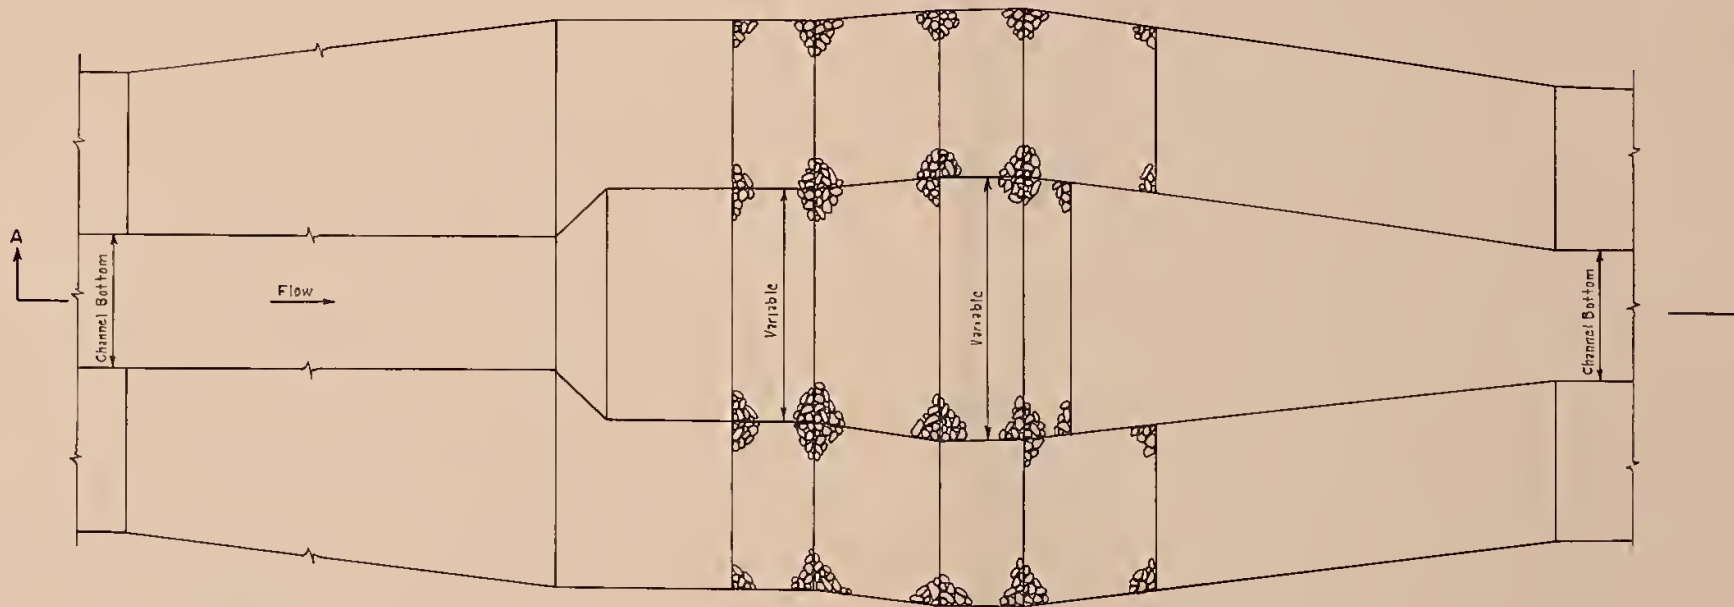 A
Channel Bottom
Flow
Variable
Variable
Channel Bottom